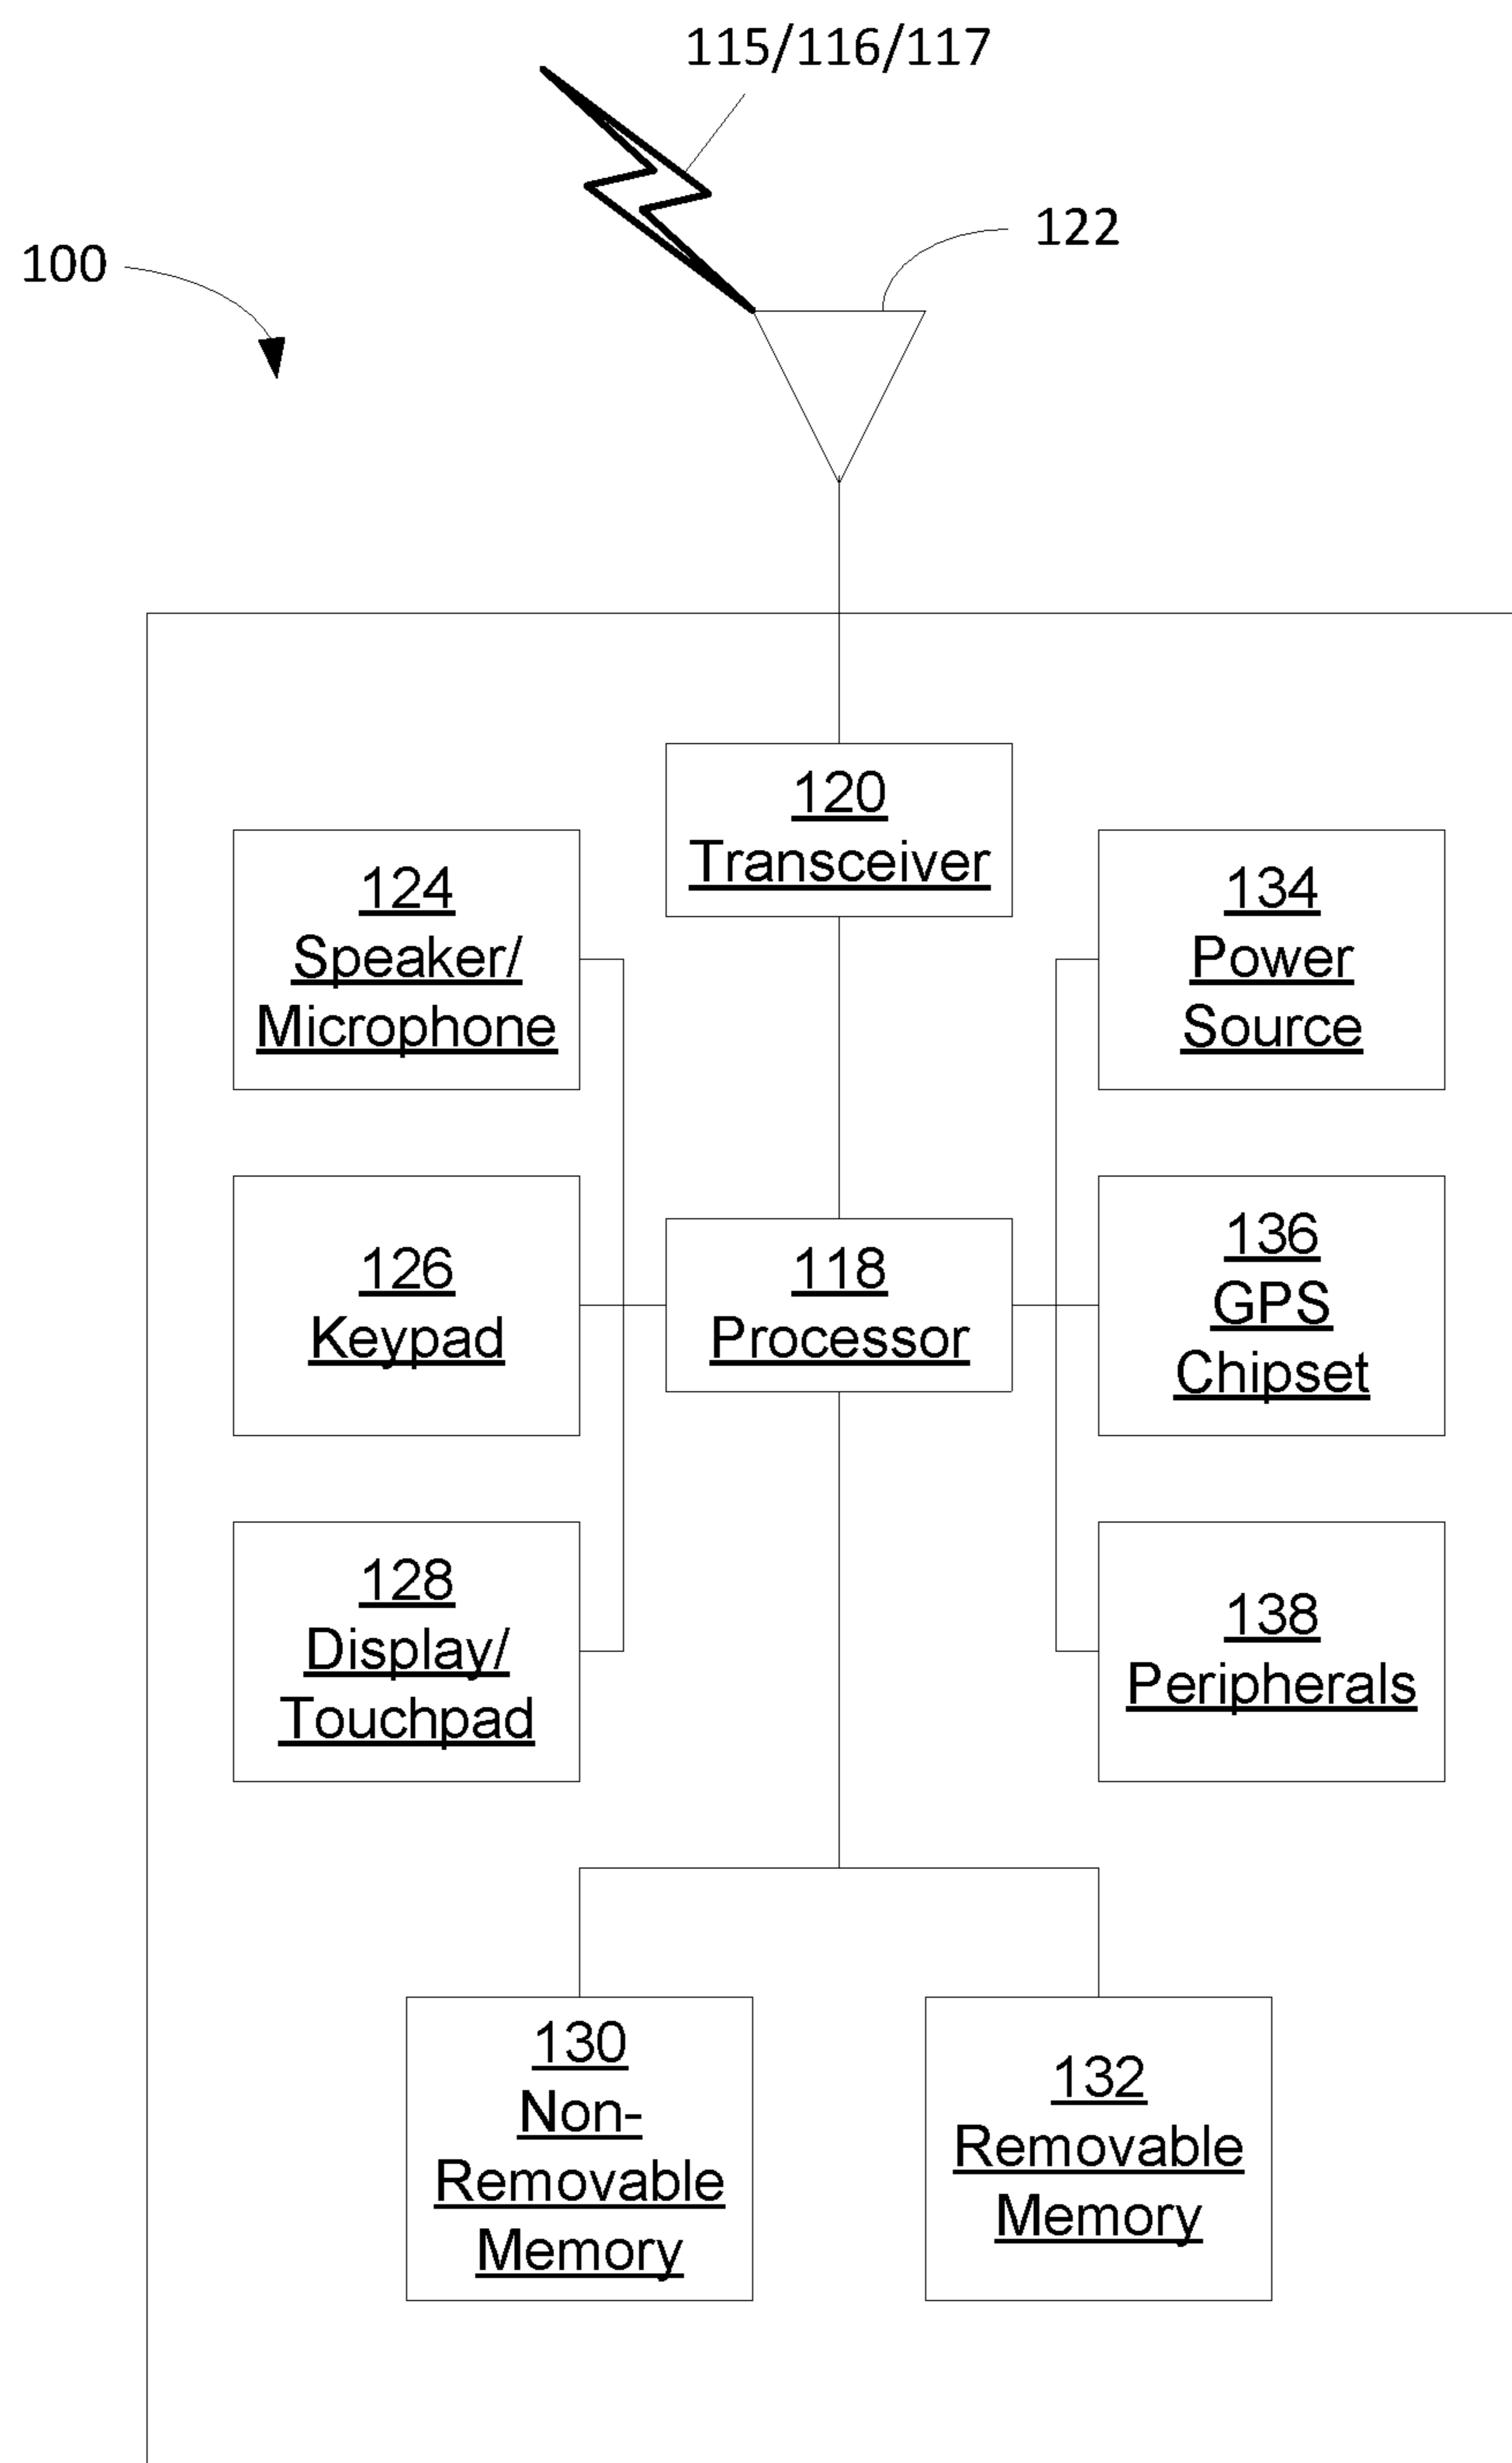 115/116/117
122
100
120
Transceiver
124
Speaker/
Microphone
134
Power
Source
126
Keypad
118
Processor
136
GPS
Chipset
128
Display/
Touchpad
138
Peripherals
130
Non-
Removable
Memory
132
Removable
Memory